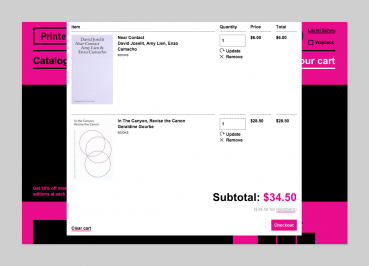 Item Quantity Price Total
David Joselit
Near Contact
Amy Lien &
Enzo Camacho
Near Contact
David Joselit, Amy Lien, Enzo
Camacho
BOOKS
1
$6.00 $6.00
Update
Remove
In the Canyon,
Revise the Canon
In The Canyon, Revise the Canon
Geraldine Gourbe
BOOKS
1
$28.50 $28.50
Update
Remove
Printe
Catalog
our cart
Wayback
Get 10% off
editions at each
Subtotal: $34.50
Clear cart
Checkout